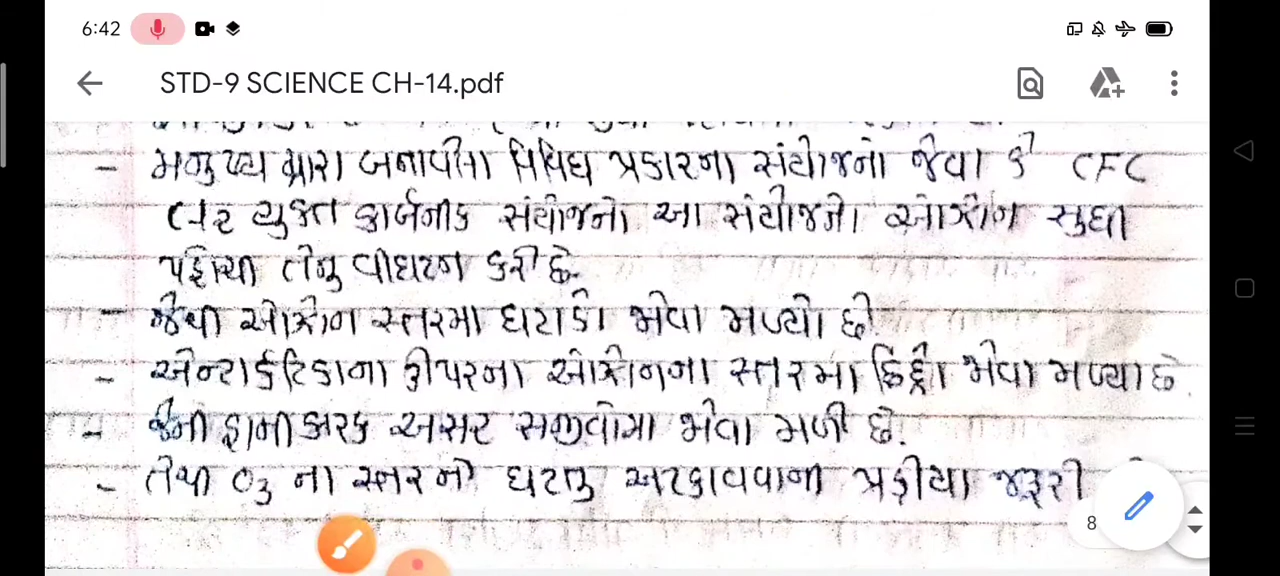 6:42
STD-9 SCIENCE CH-14.pdf
- મનુષ્ય દ્વારા બનાવીલા વિવિધ પ્રકારના સંયોજનો જેવા કે CFC
યુક્ત કાર્બનીક સંયોજનો આ સંયોજનો ઓઝોન સુધી
પહોચી તેનુ વીઘટન કરી છે.
- જેથી ઓઝોન સ્તરમા ઘટાડો જોવા મળ્યો છે.
- એન્ટાર્કટિકાના ઉપરના ઓઝોનના સ્તરમા છિદ્રો જોવા મળ્યા છે.
- જેની હાનીકારક અસર સજીવોમા જોવા મળી છે.
- તેથી O3 ના સ્તરનો ઘટતુ અટકાવવાની પ્રક્રીયા જરૂરી
8